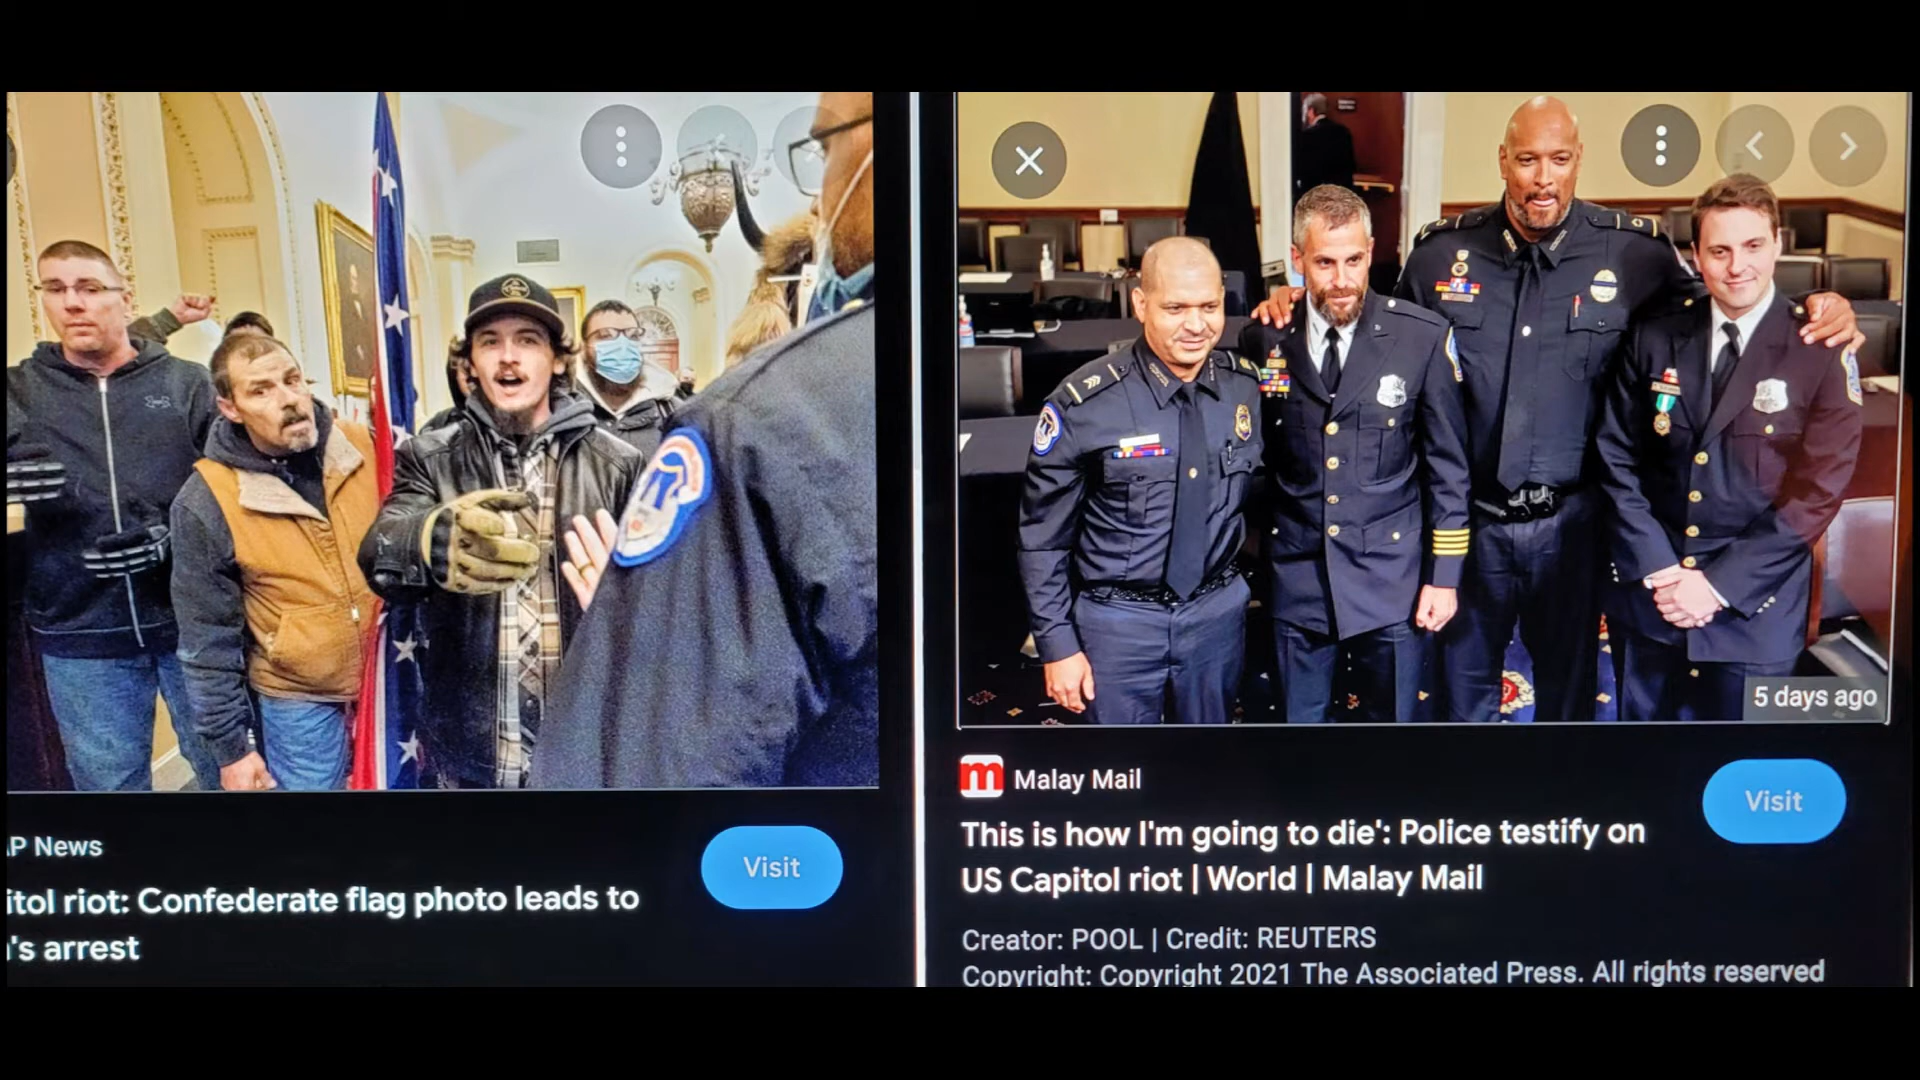 AP News
itol riot: Confederate flag photo leads to
's arrest
Visit
5 days ago
m Malay Mail
This is how I'm going to die': Police testify on
US Capitol riot | World | Malay Mail
Visit
Creator: POOL | Credit: REUTERS
Copyright: Copyright 2021 The Associated Press. All rights reserved